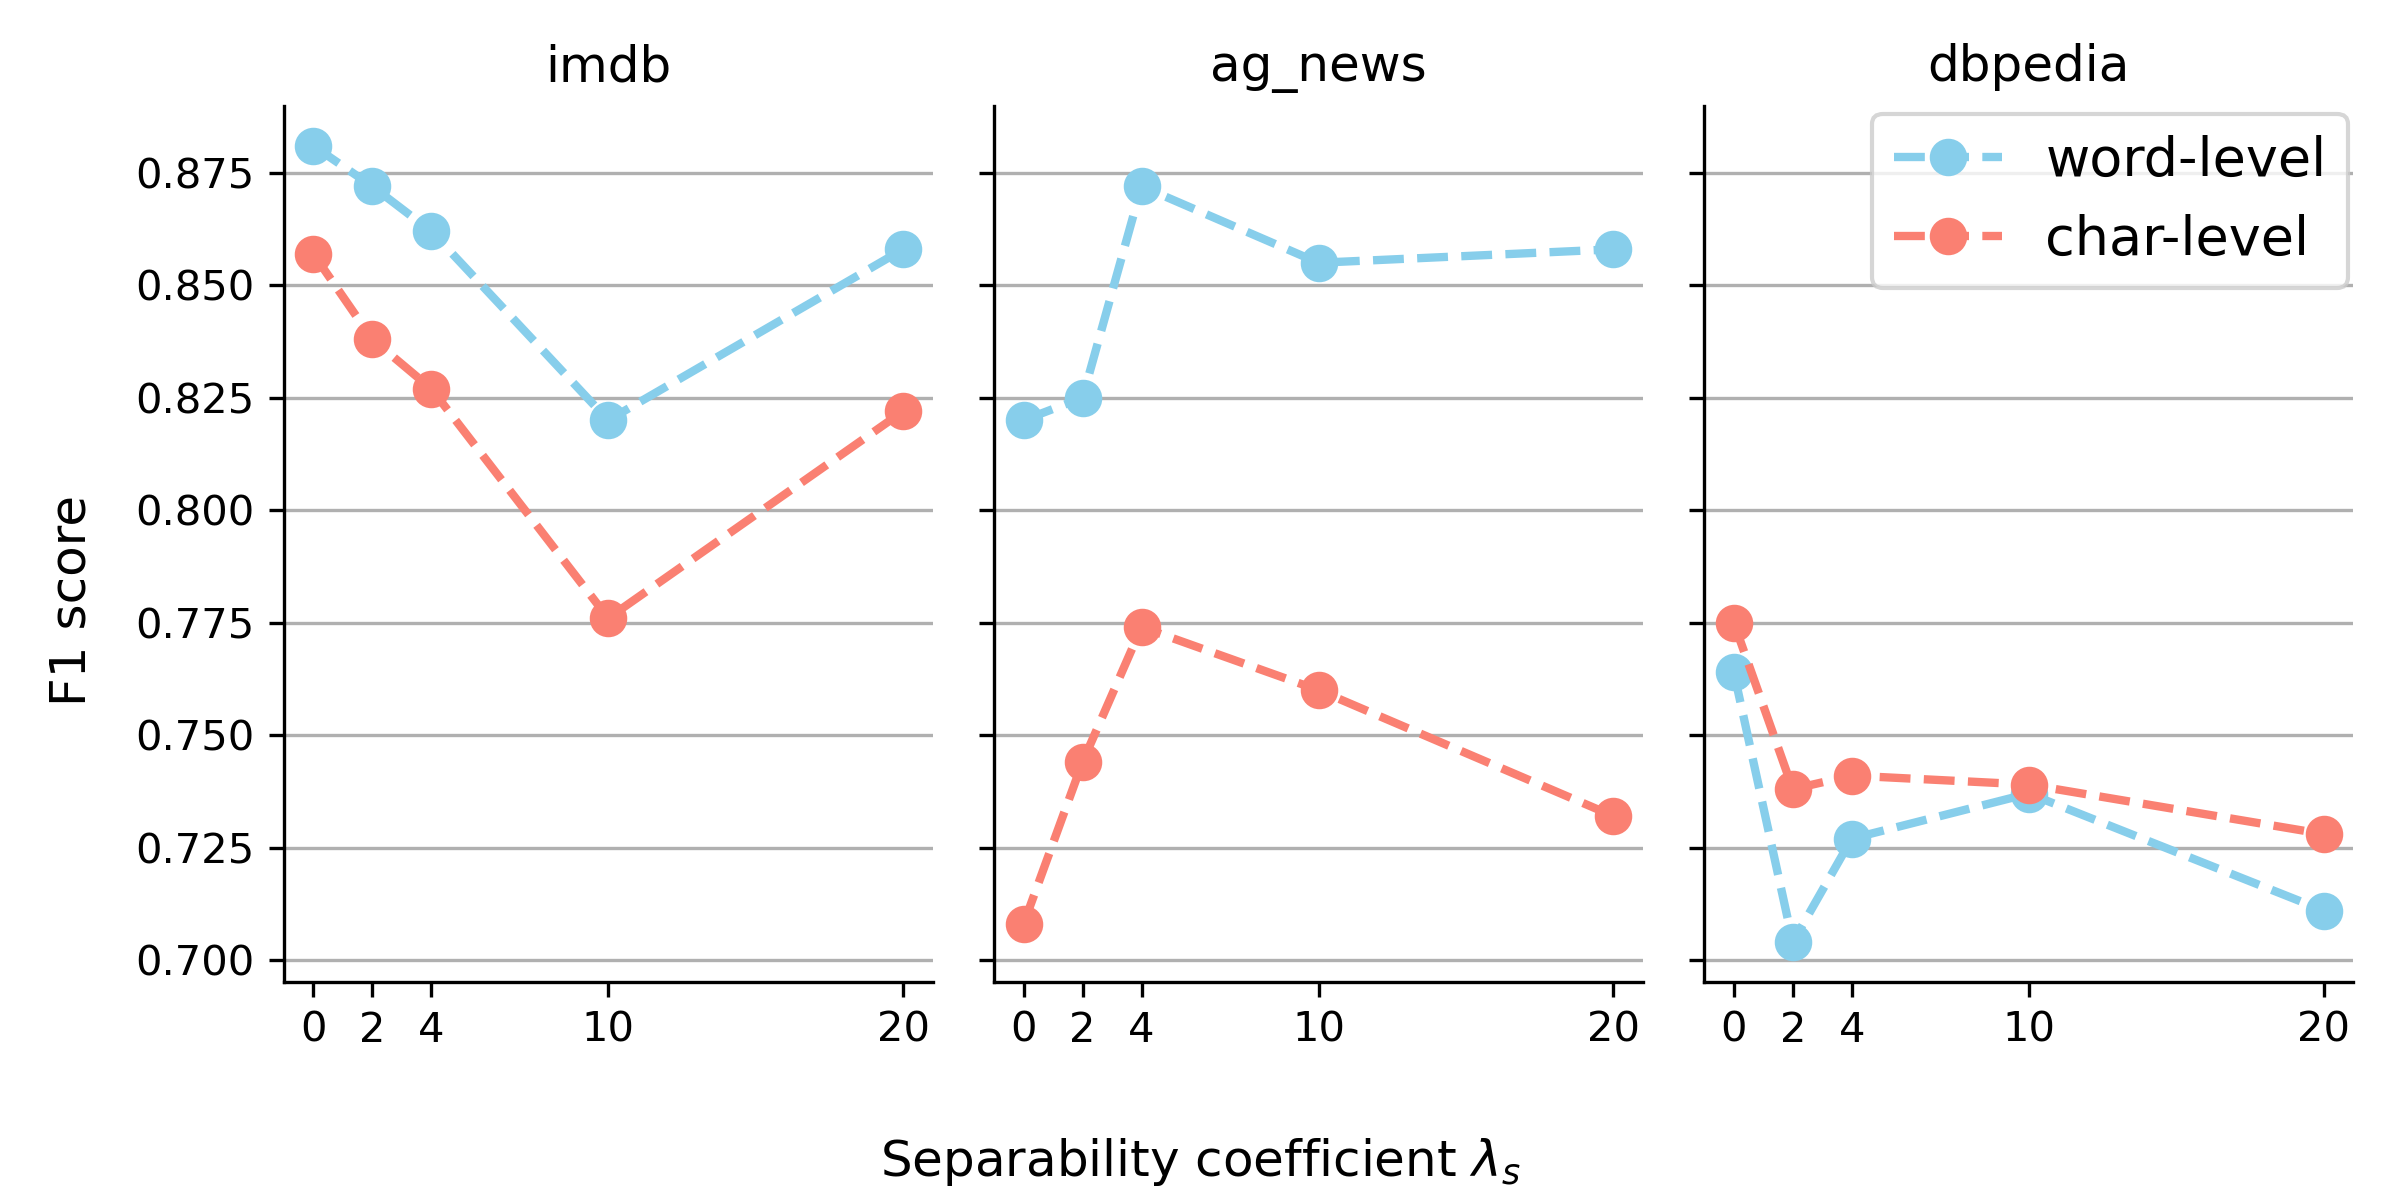 imdb ag_news dbpedia
word-level
char-level
F1 score
0.875
0.850
0.825
0.800
0.775
0.750
0.725
0.700
0 2 4 10 20
0 2 4 10 20
0 2 4 10 20
Separability coefficient λₛ